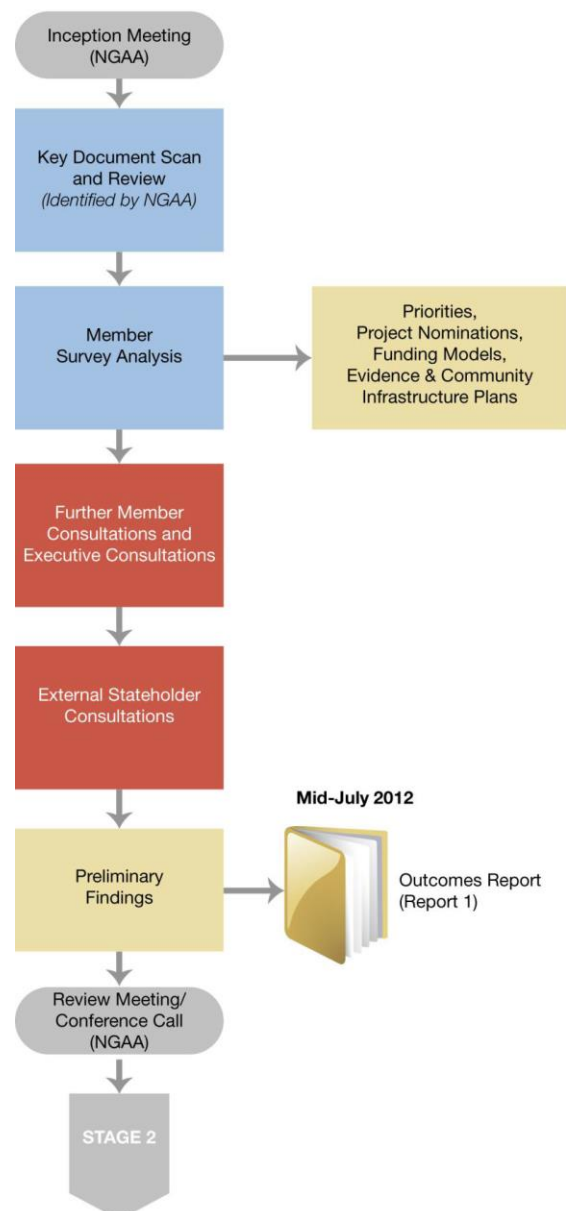 Inception Meeting
(NGAA)
Key Document Scan
and Review
(Identified by NGAA)
Member
Survey Analysis
Priorities,
Project Nominations,
Funding Models,
Evidence & Community
Infrastructure Plans
Further Member
Consultations and
Executive Consultations
External Stateholder
Consultations
Mid-July 2012
Preliminary
Findings
Outcomes Report
(Report 1)
Review Meeting/
Conference Call
(NGAA)
STAGE 2